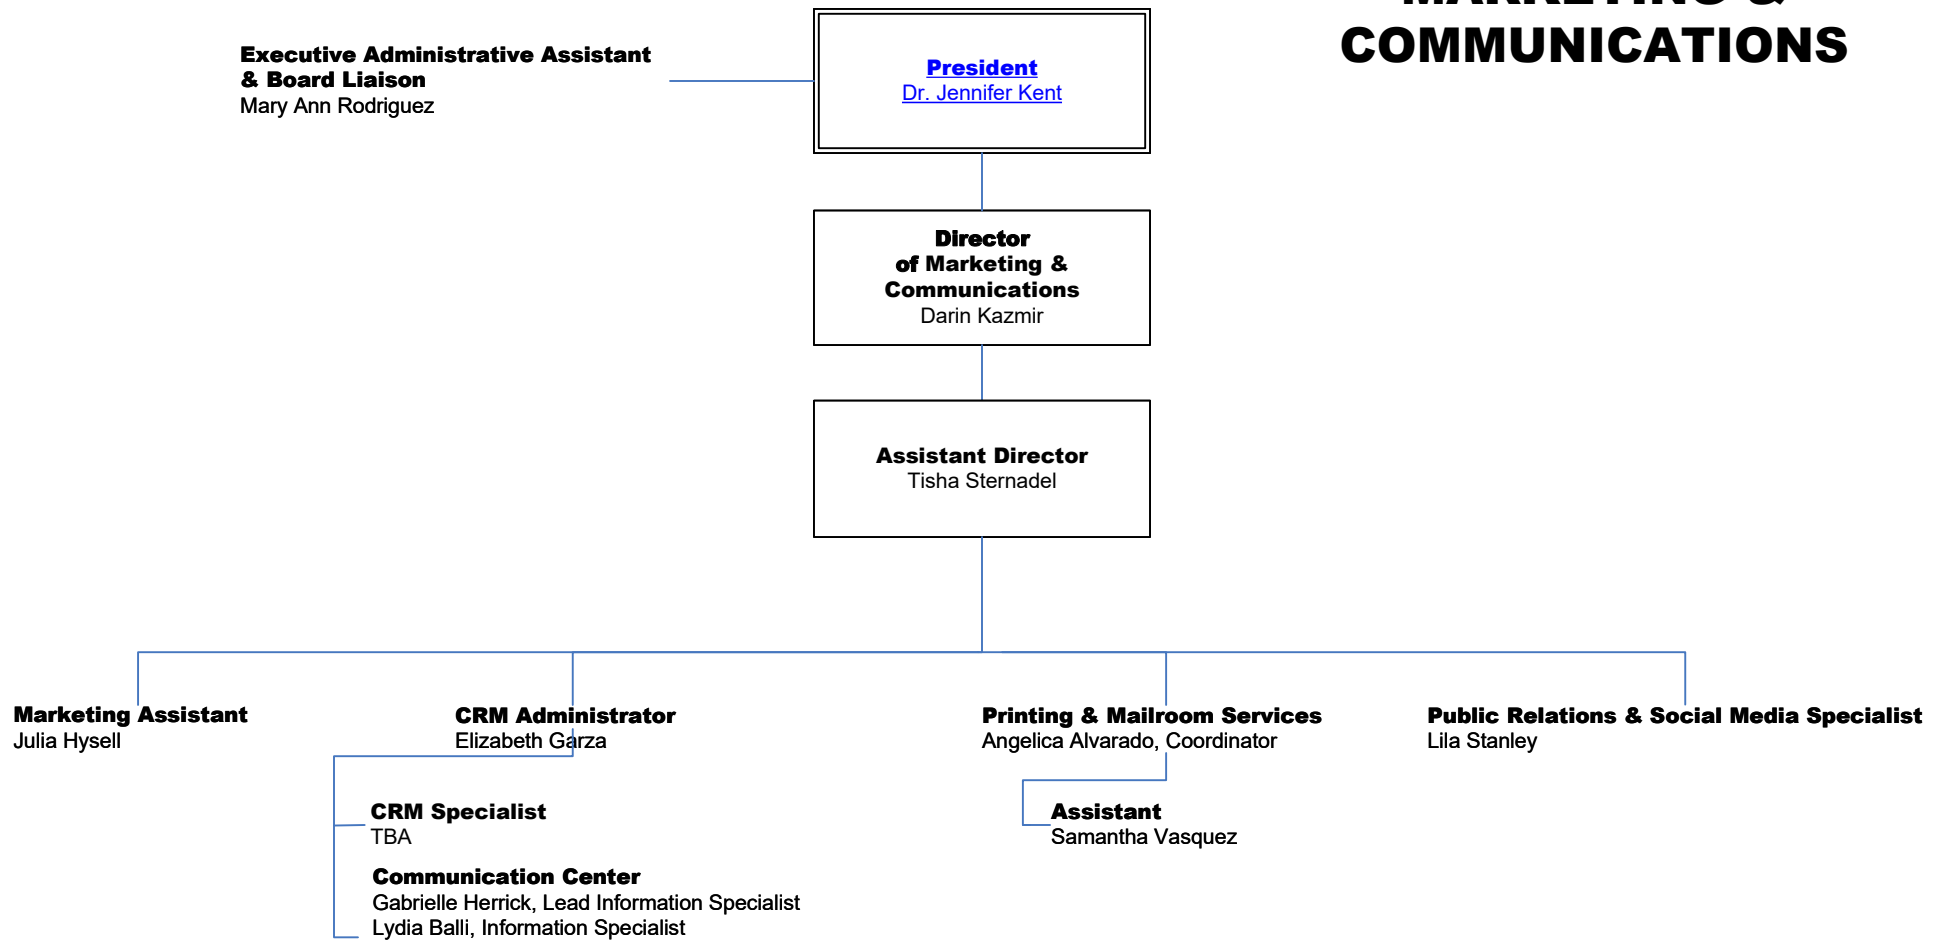 MARKETING &
COMMUNICATIONS
Executive Administrative Assistant
& Board Liaison
Mary Ann Rodriguez
President
Dr. Jennifer Kent
Director
of Marketing &
Communications
Darin Kazmir
Assistant Director
Tisha Sternadel
Marketing Assistant
Julia Hysell
CRM Administrator
Elizabeth Garza
CRM Specialist
TBA
Communication Center
Gabrielle Herrick, Lead Information Specialist
Lydia Balli, Information Specialist
Printing & Mailroom Services
Angelica Alvarado, Coordinator
Assistant
Samantha Vasquez
Public Relations & Social Media Specialist
Lila Stanley